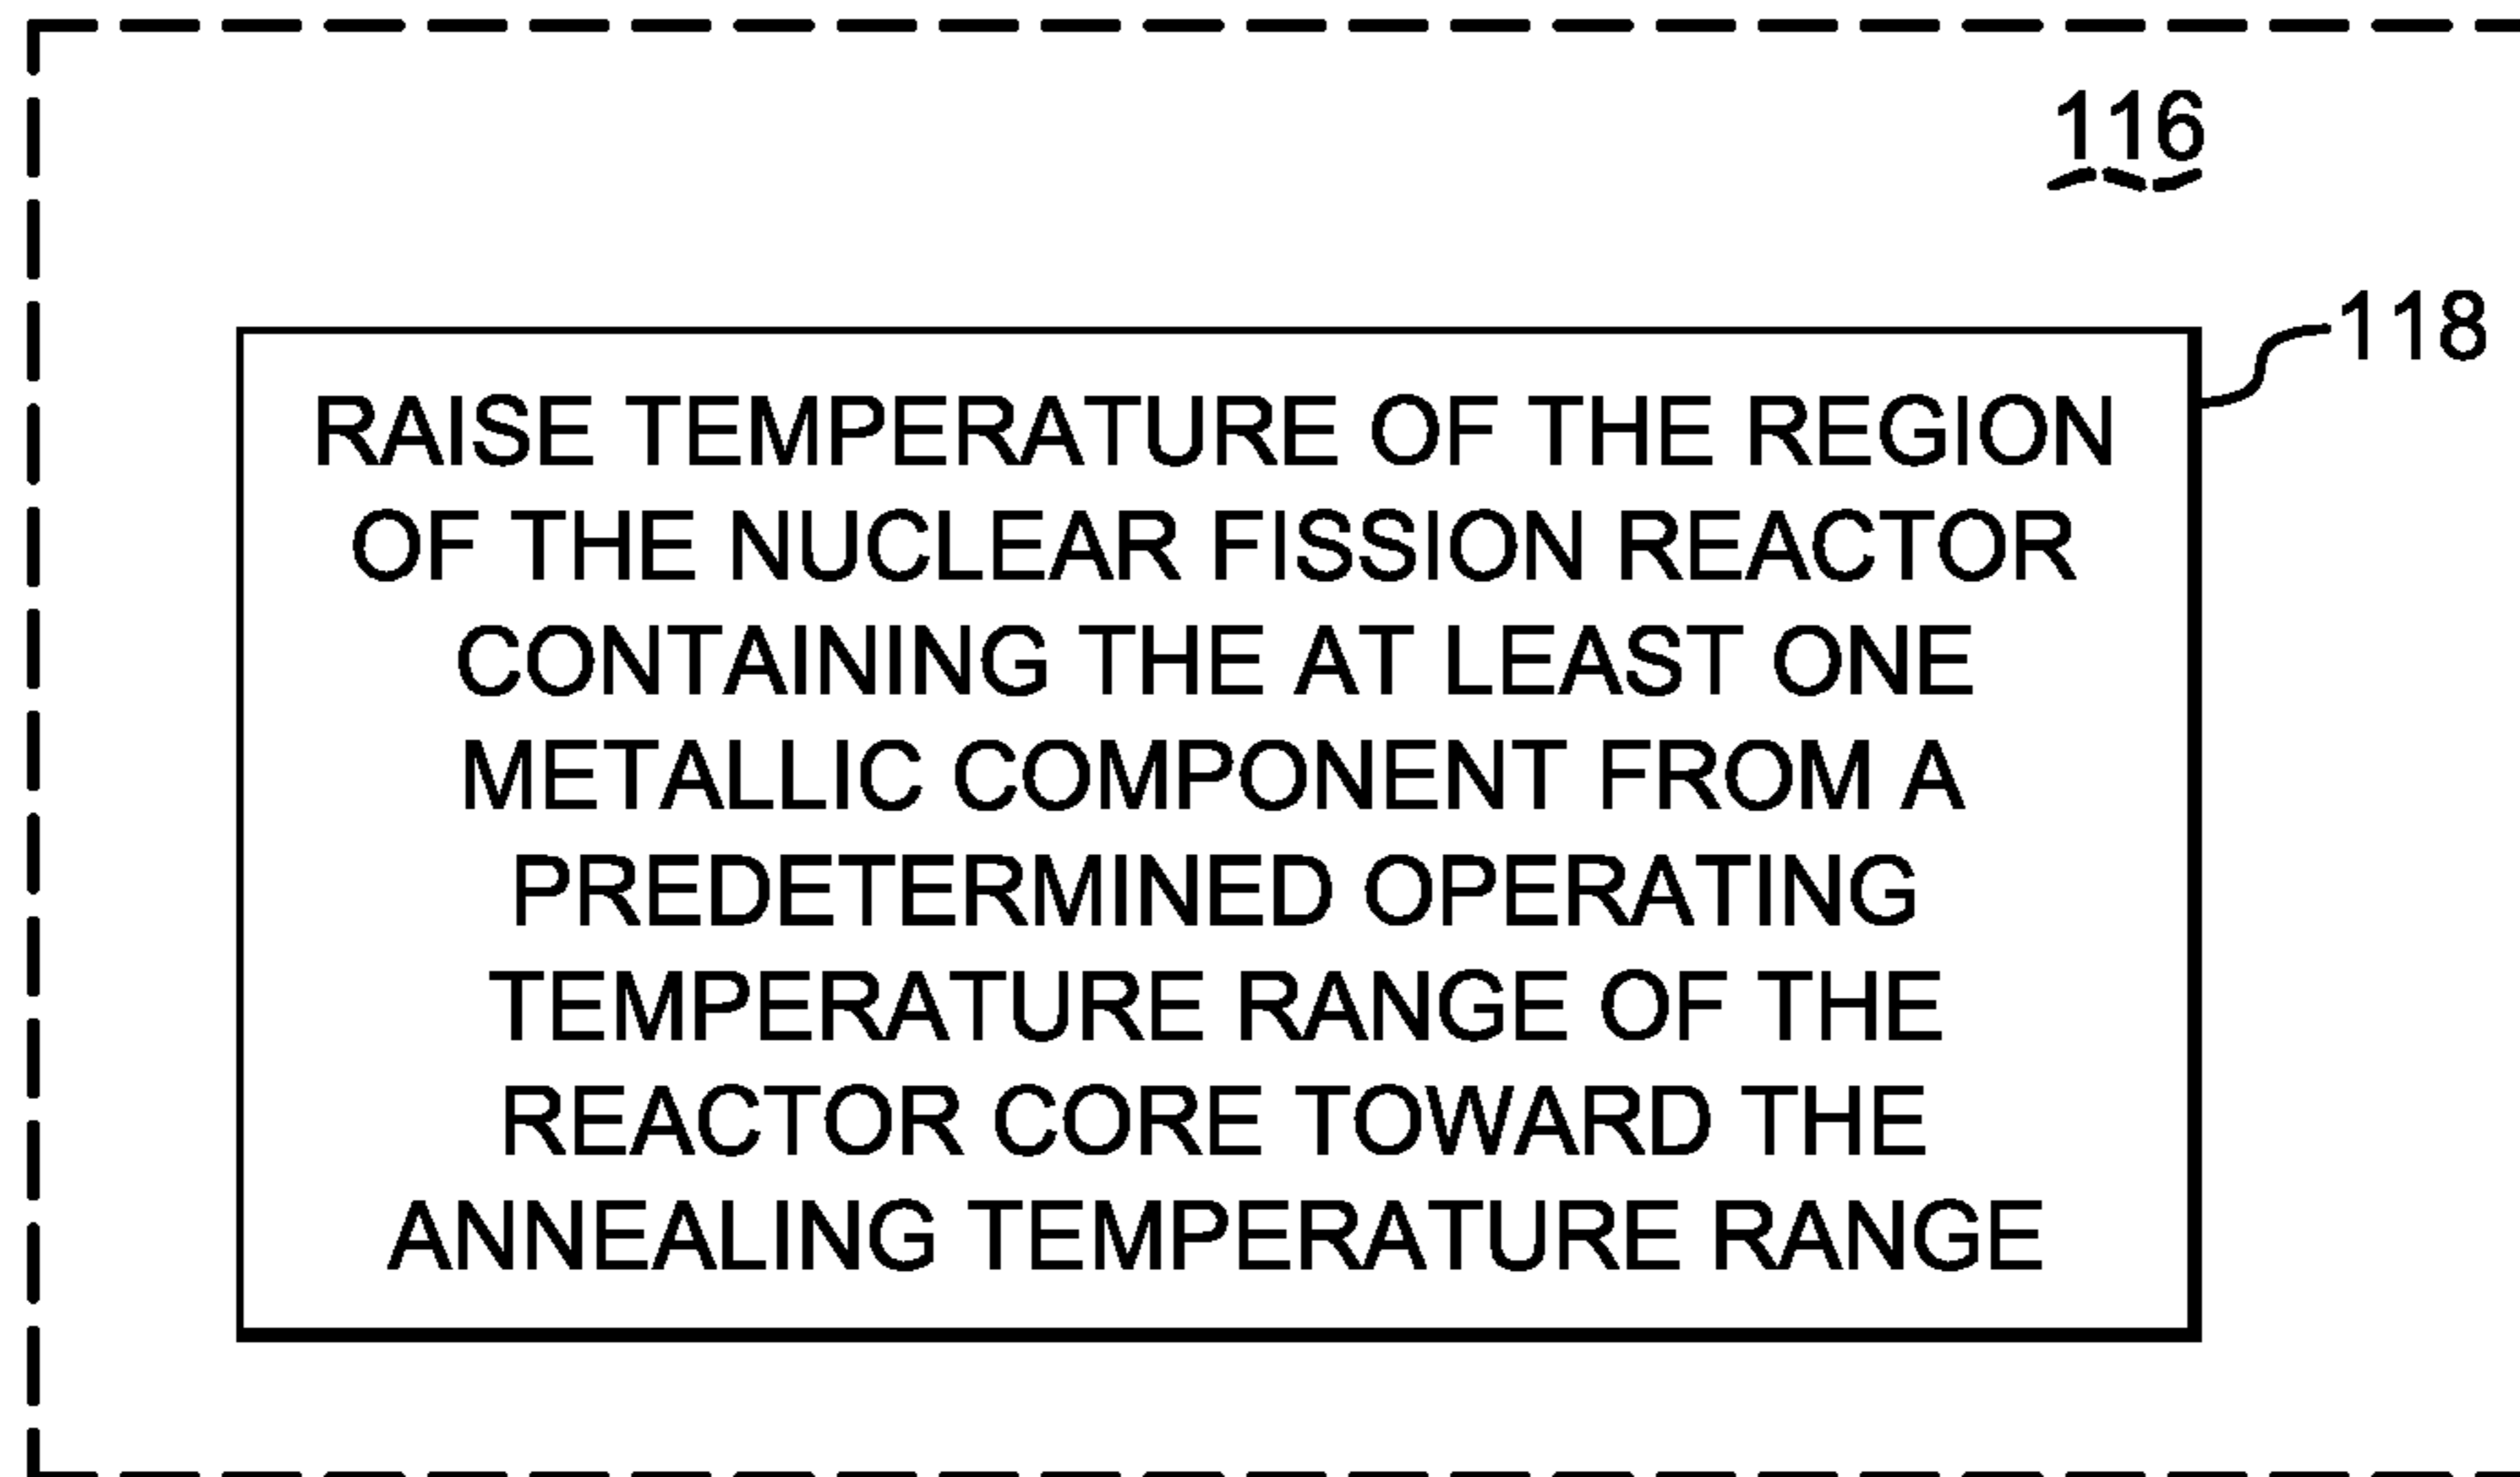 116
118
RAISE TEMPERATURE OF THE REGION
OF THE NUCLEAR FISSION REACTOR
CONTAINING THE AT LEAST ONE
METALLIC COMPONENT FROM A
PREDETERMINED OPERATING
TEMPERATURE RANGE OF THE
REACTOR CORE TOWARD THE
ANNEALING TEMPERATURE RANGE